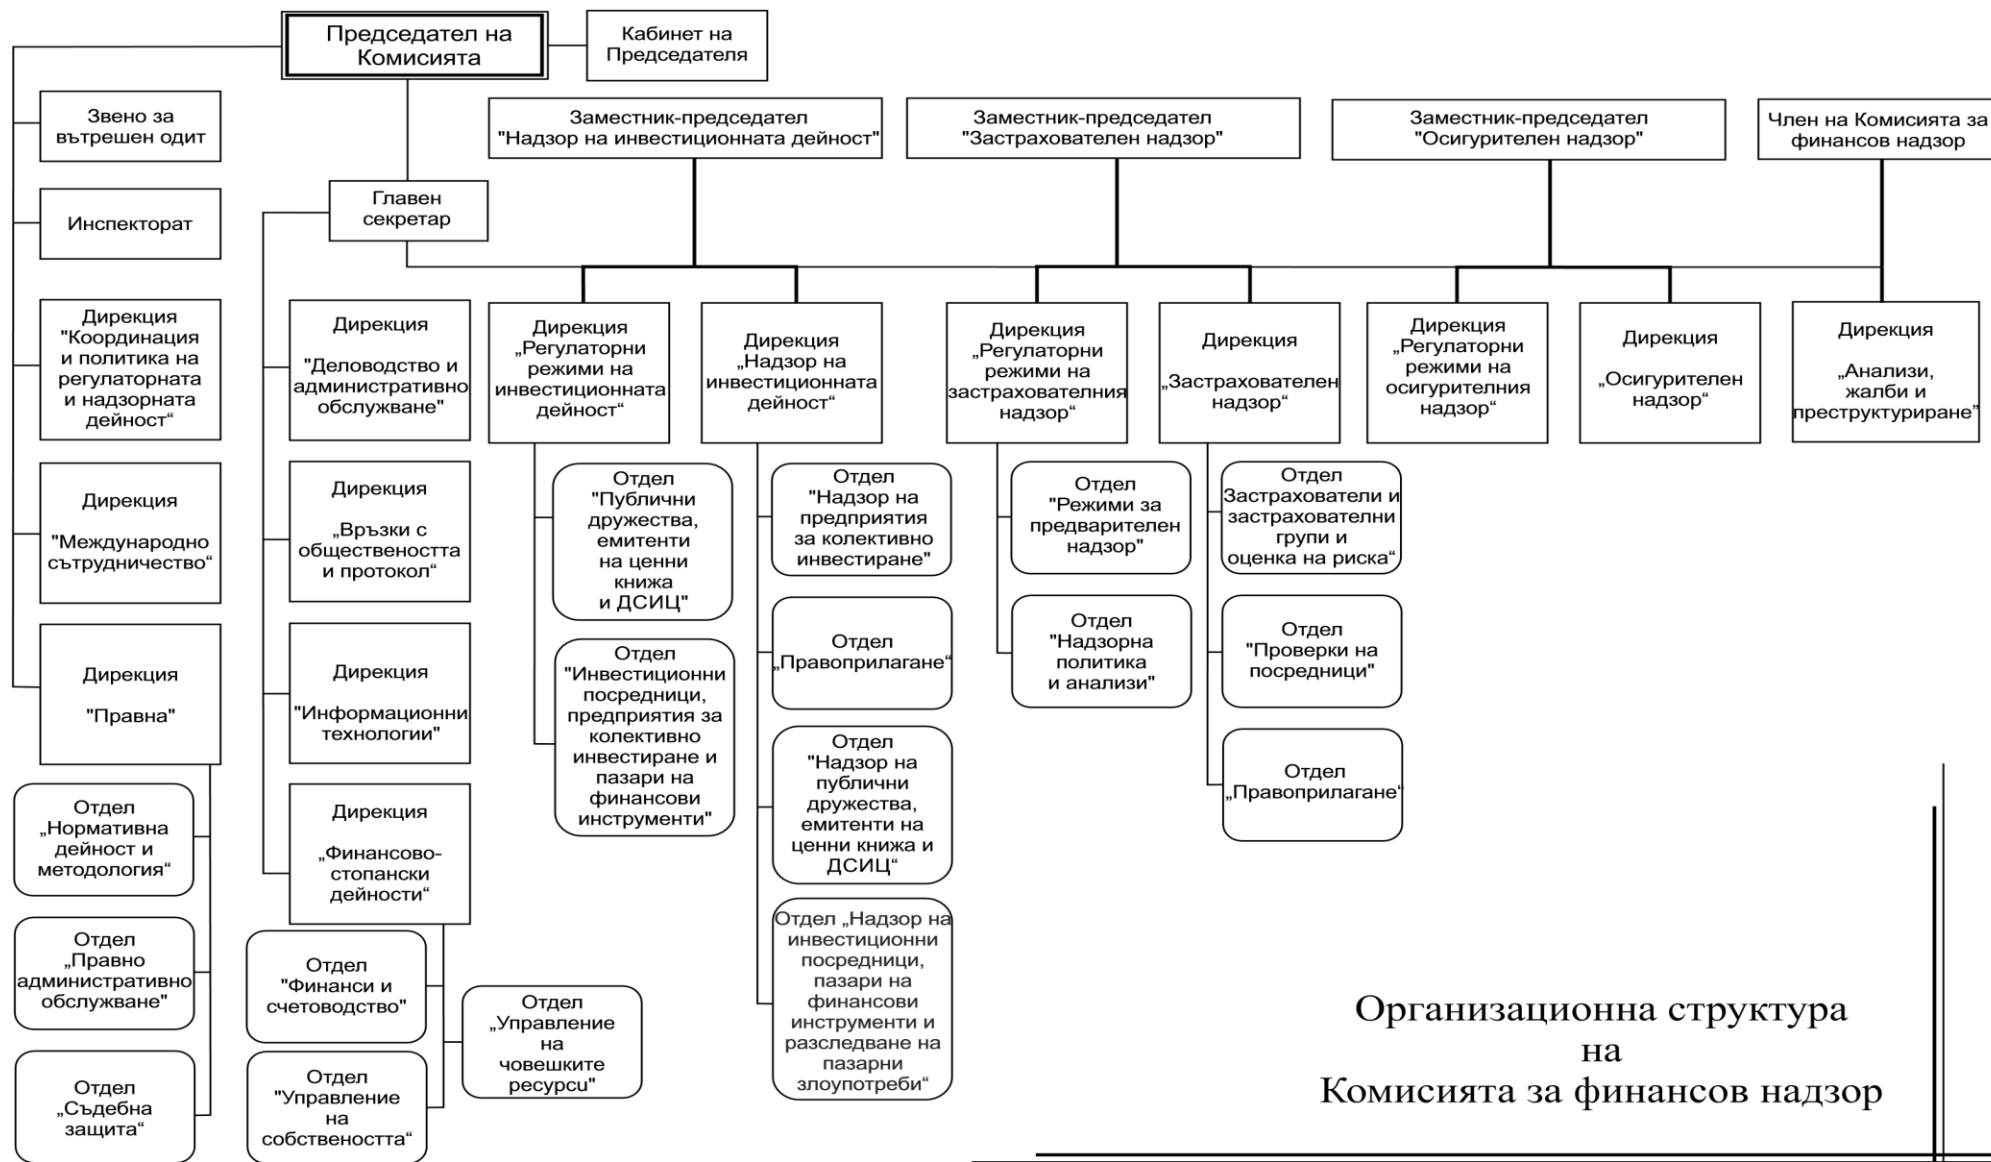 Председател на
Комисията
Кабинет на
Председателя
Звено за
вътрешен одит
Заместник-председател
"Надзор на инвестиционната дейност"
Заместник-председател
"Застрахователен надзор"
Заместник-председател
"Осигурителен надзор"
Член на Комисията за
финансов надзор
Инспекторат
Главен
секретар
Дирекция
"Координация
и политика на
регулаторната
и надзорната
дейност“
Дирекция
"Деловодство и
административно
обслужване"
Дирекция
„Регулаторни
режими на
инвестиционната
дейност“
Дирекция
„Надзор на
инвестиционната
дейност“
Дирекция
„Регулаторни
режими на
застрахователния
надзор“
Дирекция
„Застрахователен
надзор“
Дирекция
„Регулаторни
режими на
осигурителния
надзор“
Дирекция
„Осигурителен
надзор“
Дирекция
„Анализи,
жалби и
преструктуриране”
Дирекция
"Международно
сътрудничество“
Дирекция
„Връзки с
обществеността
и протокол“
Отдел
"Публични
дружества,
емитенти
на ценни
книжа
и ДСИЦ"
Отдел
"Надзор на
предприятия
за колективно
инвестиране"
Отдел
"Режими за
предварителен
надзор"
Отдел
Застрахователи и
застрахователни
групи и
оценка на риска“
Дирекция
"Правна"
Дирекция
"Информационни
технологии"
Отдел
"Инвестиционни
посредници,
предприятия за
колективно
инвестиране и
пазари на
финансови
инструменти"
Отдел
„Правоприлагане“
Отдел
"Надзорна
политика
и анализи"
Отдел
"Проверки на
посредници"
Отдел
"Надзор на
публични
дружества,
емитенти на
ценни книжа и
ДСИЦ“
Отдел
„Правоприлагане“
Отдел
„Нормативна
дейност и
методология“
Дирекция
„Финансово-
стопански
дейности“
Отдел „Надзор на
инвестиционни
посредници,
пазари на
финансови
инструменти и
разследване на
пазарни
злоупотреби“
Отдел
„Правно
административно
обслужване"
Отдел
"Финанси и
счетоводство"
Отдел
„Управление
на
човешките
ресурси"
Отдел
„Съдебна
защита“
Отдел
"Управление
на
собствеността“
Организационна структура
на
Комисията за финансов надзор